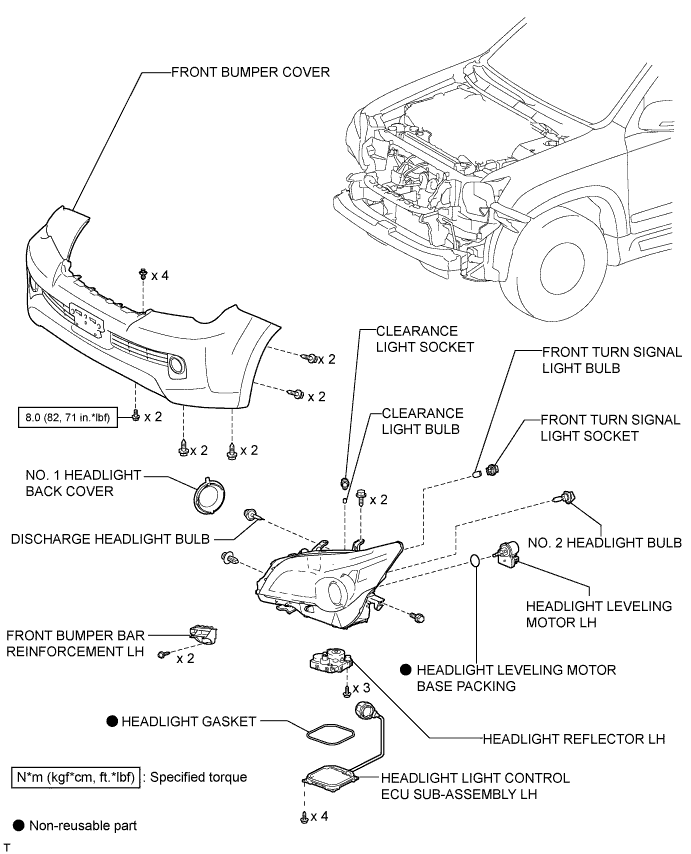 FRONT BUMPER COVER
x 4
CLEARANCE
LIGHT SOCKET
x 2
FRONT TURN SIGNAL
LIGHT BULB
x 2
8.0 (82, 71 in.*lbf)
x 2
CLEARANCE
LIGHT BULB
FRONT TURN SIGNAL
LIGHT SOCKET
x 2
x 2
NO. 1 HEADLIGHT
BACK COVER
x 2
DISCHARGE HEADLIGHT BULB
NO. 2 HEADLIGHT BULB
HEADLIGHT LEVELING
MOTOR LH
FRONT BUMPER BAR
REINFORCEMENT LH
x 2
● HEADLIGHT LEVELING MOTOR
BASE PACKING
x 3
● HEADLIGHT GASKET
HEADLIGHT REFLECTOR LH
N*m (kgf*cm, ft.*lbf) : Specified torque
HEADLIGHT LIGHT CONTROL
ECU SUB-ASSEMBLY LH
x 4
● Non-reusable part
T